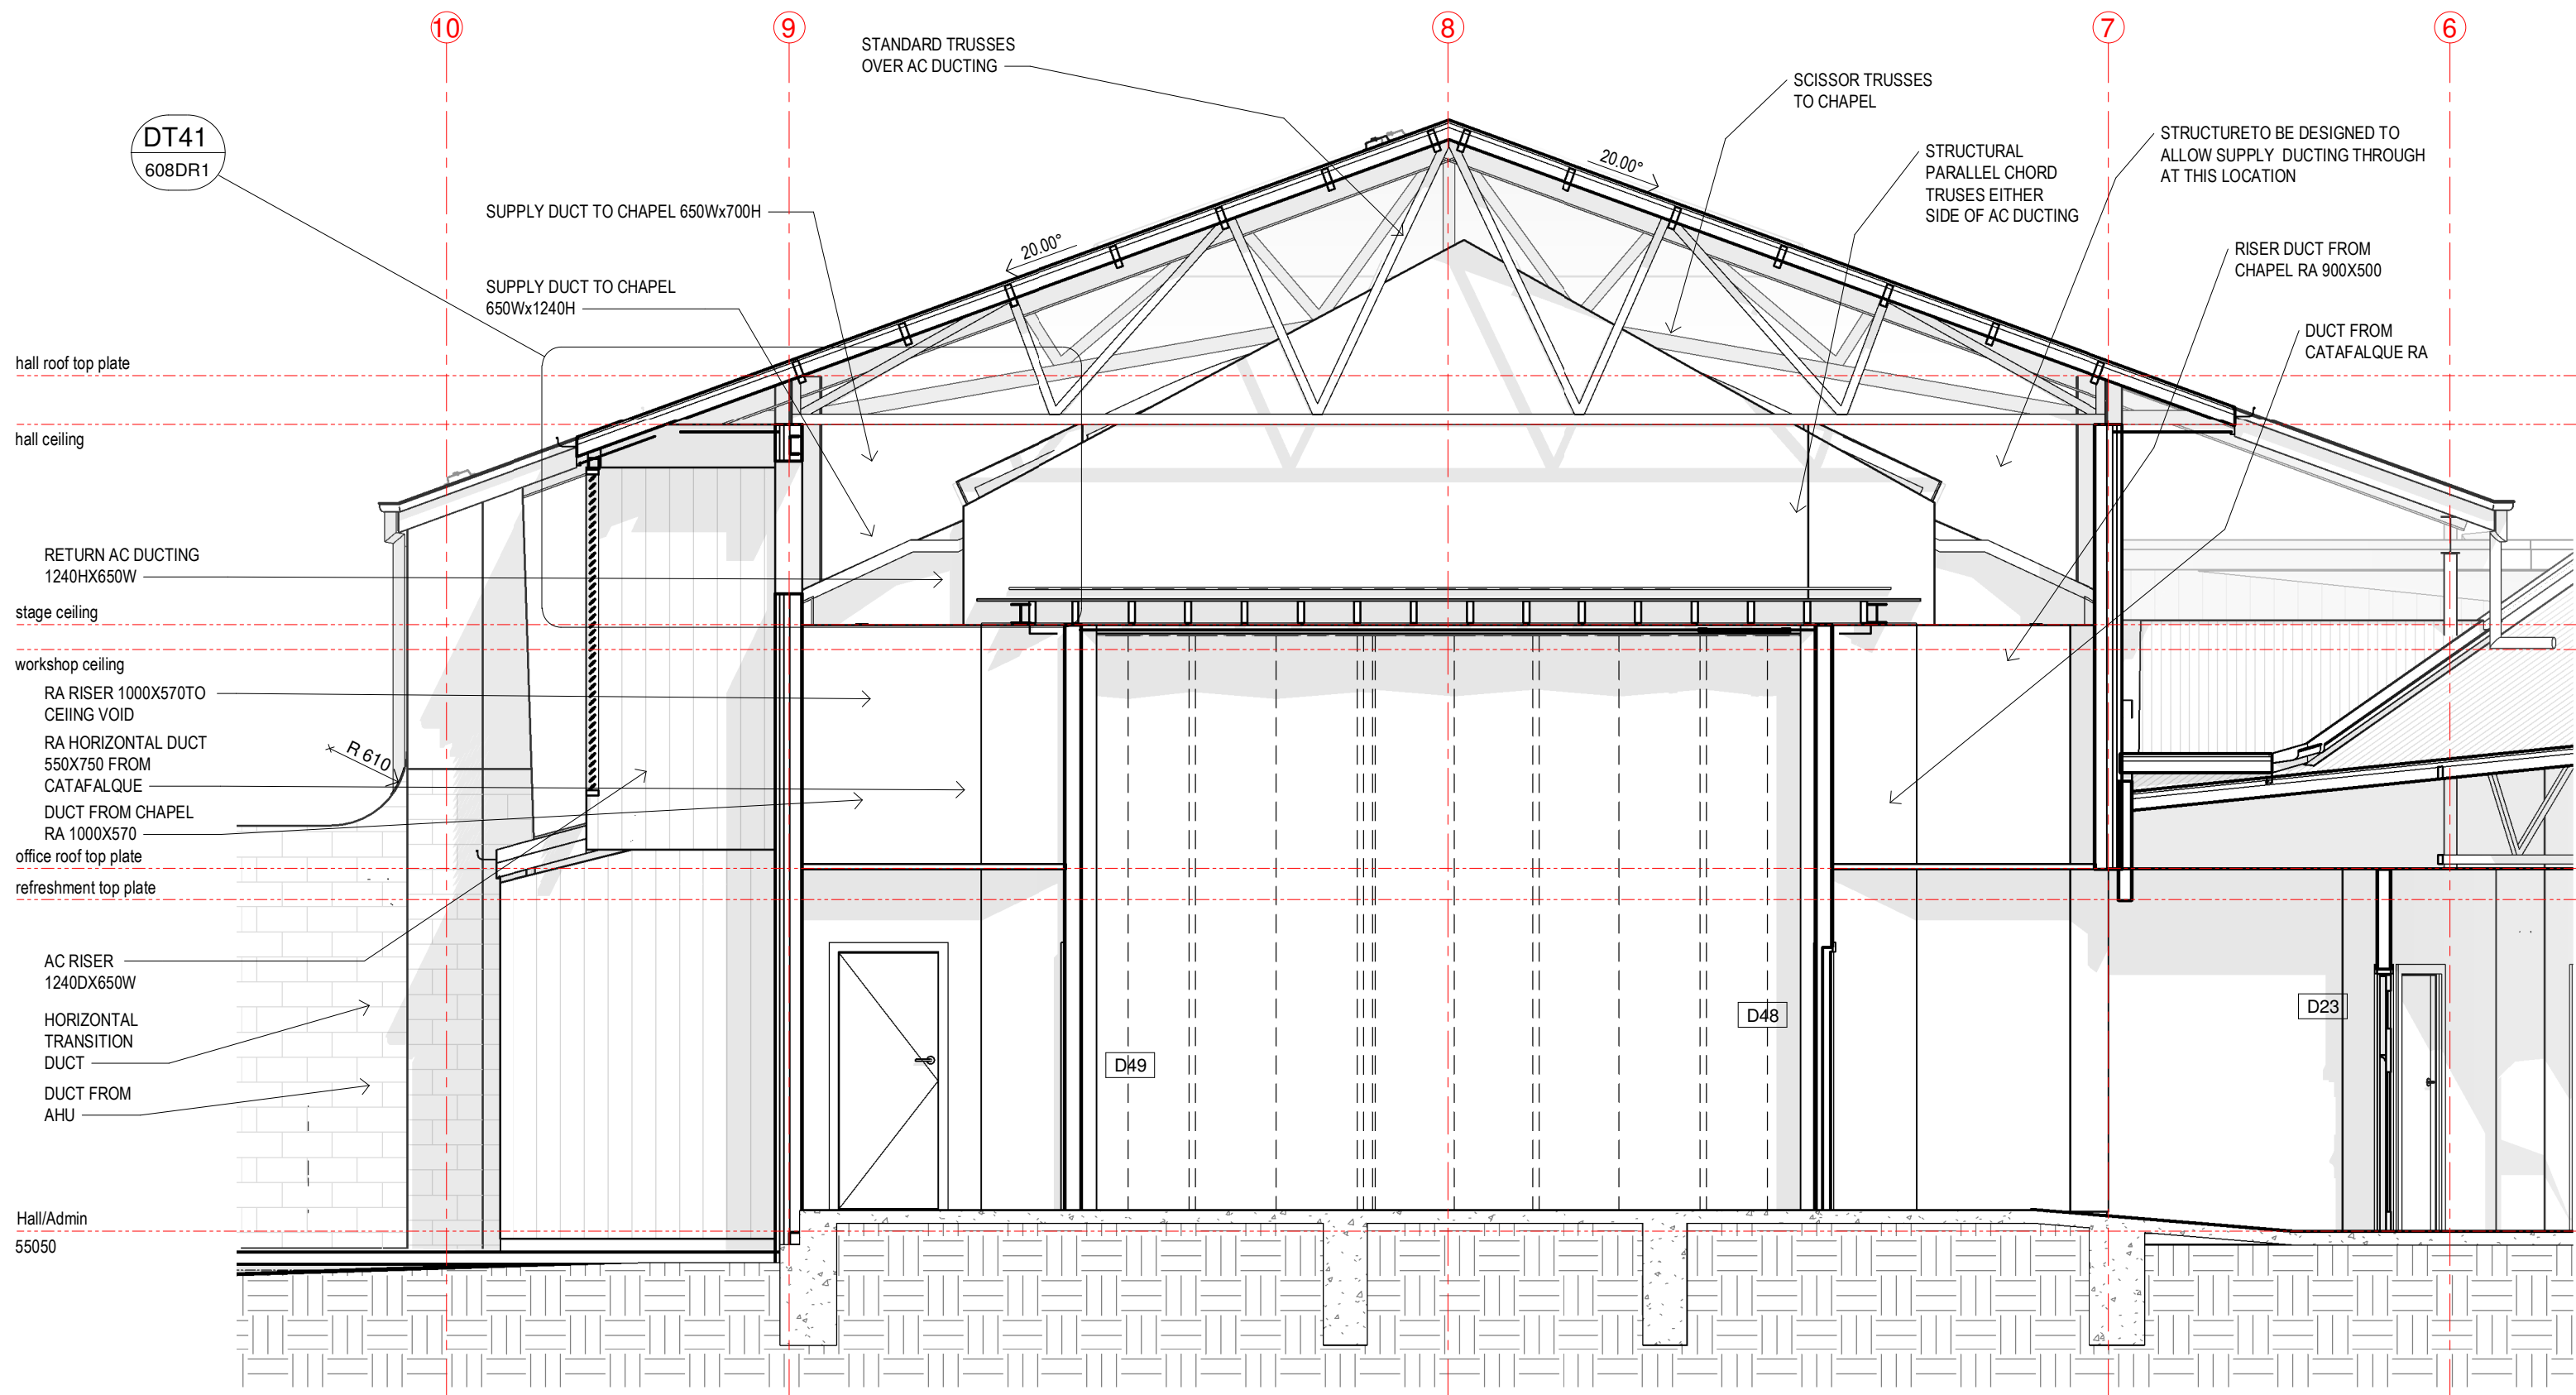 10
9
8
7
6
STANDARD TRUSSES
OVER AC DUCTING
SCISSOR TRUSSES
TO CHAPEL
DT41
608DR1
STRUCTURETO BE DESIGNED TO
ALLOW SUPPLY DUCTING THROUGH
AT THIS LOCATION
STRUCTURAL
PARALLEL CHORD
TRUSES EITHER
SIDE OF AC DUCTING
20.00°
20.00°
SUPPLY DUCT TO CHAPEL 650Wx700H
RISER DUCT FROM
CHAPEL RA 900X500
SUPPLY DUCT TO CHAPEL
650Wx1240H
DUCT FROM
CATAFALQUE RA
hall roof top plate
hall ceiling
RETURN AC DUCTING
1240HX650W
stage ceiling
workshop ceiling
RA RISER 1000X570TO
CEIING VOID
RA HORIZONTAL DUCT
550X750 FROM
CATAFALQUE
R 610
DUCT FROM CHAPEL
RA 1000X570
office roof top plate
refreshment top plate
AC RISER
1240DX650W
HORIZONTAL
TRANSITION
DUCT
DUCT FROM
AHU
D49
D48
D23
Hall/Admin
55050